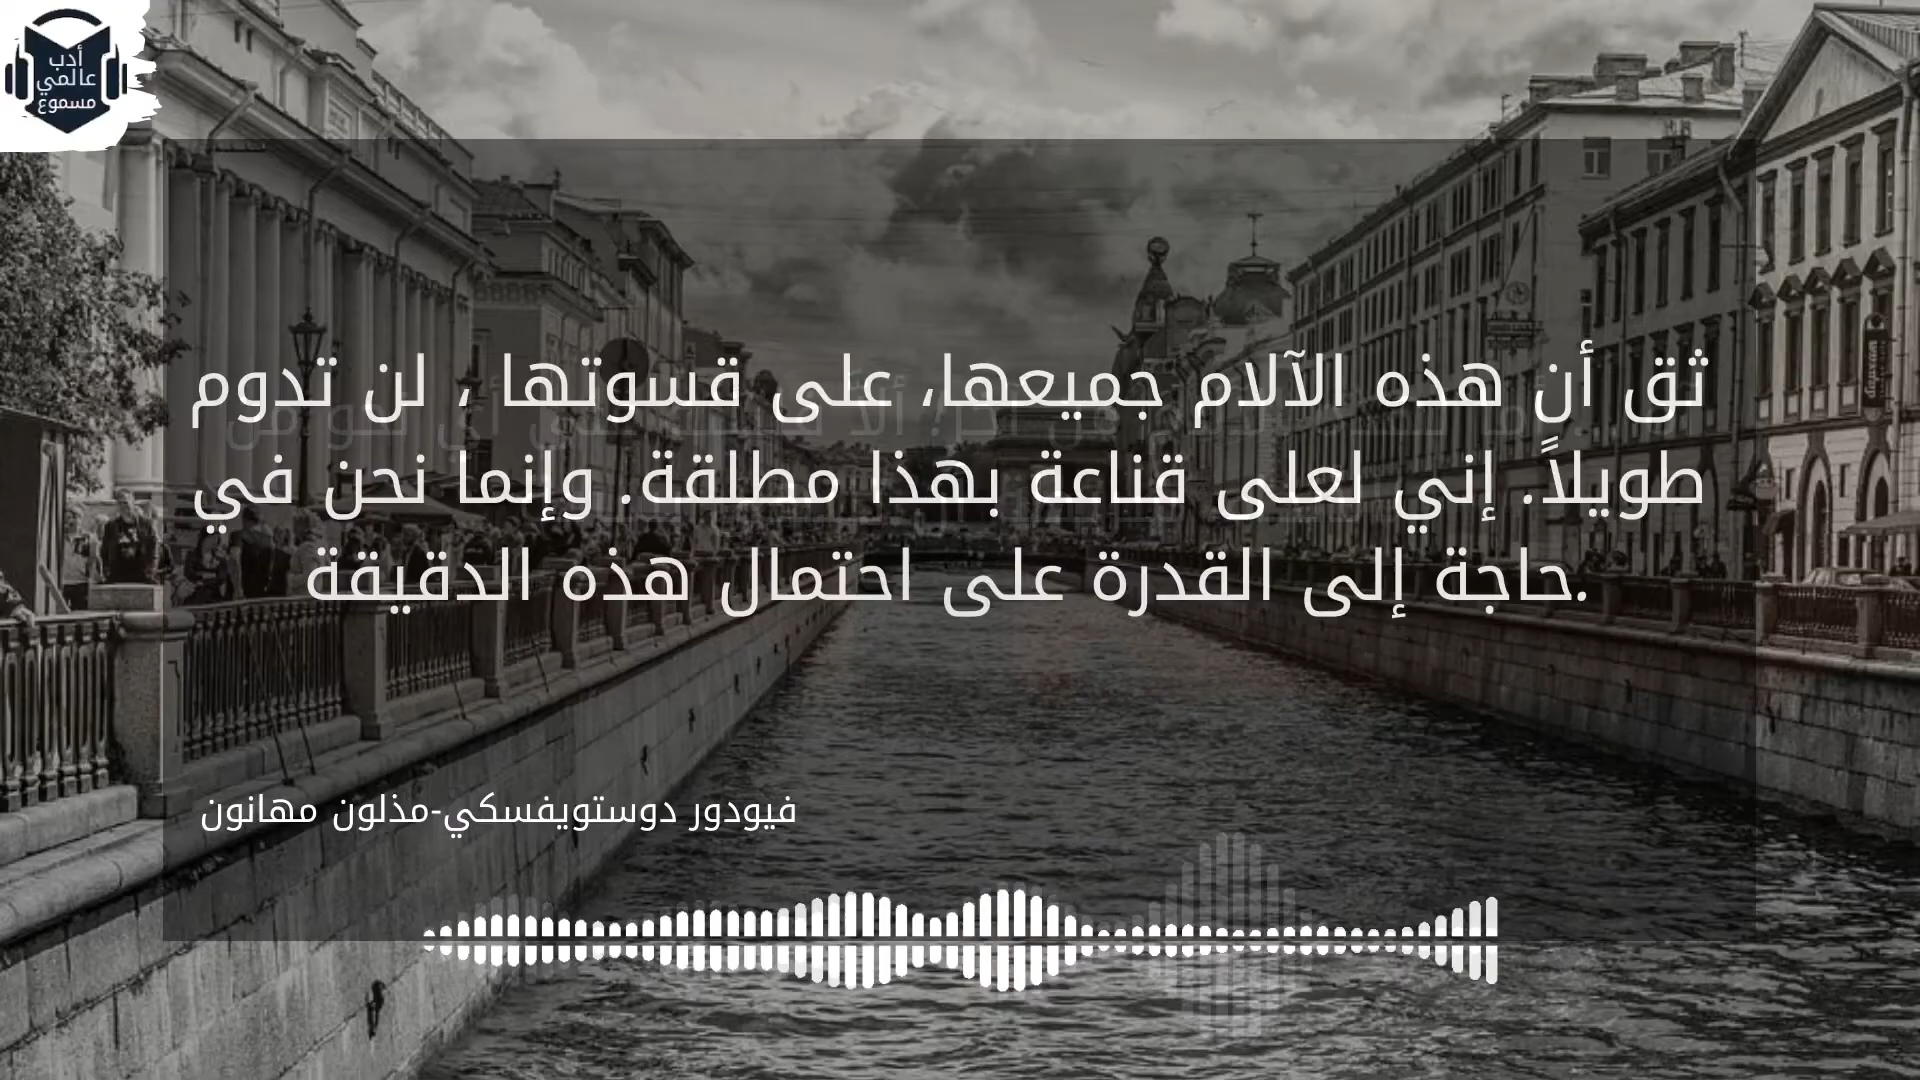 أدب
عالمي
مسموع
ثق أن هذه الآلام جميعها، على قسوتها ، لن تدوم
طويلاً. إني لعلى قناعة بهذا مطلقة. وإنما نحن في
حاجة إلى القدرة على احتمال هذه الدقيقة.
فيودور دوستويفسكي-مذلون مهانون